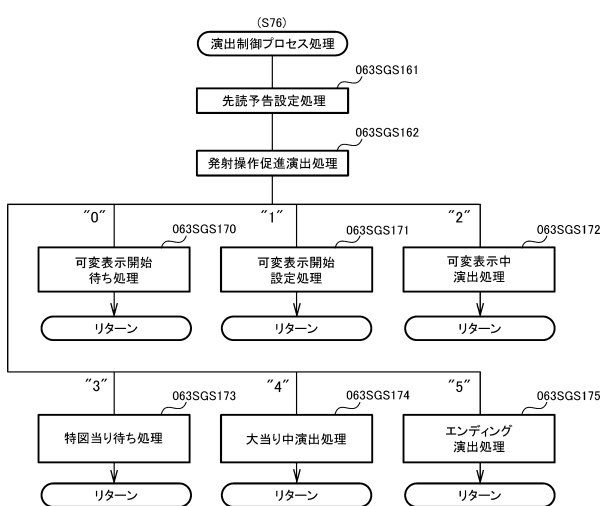 (S76)
演出制御プロセス処理
063SGS161
先読予告設定処理
063SGS162
発射操作促進演出処理
"0"
063SGS170
可変表示開始
待ち処理
リターン
"1"
063SGS171
可変表示開始
設定処理
リターン
"2"
063SGS172
可変表示中
演出処理
リターン
"3"
063SGS173
特図当り待ち処理
リターン
"4"
063SGS174
大当り中演出処理
リターン
"5"
063SGS175
エンディング
演出処理
リターン